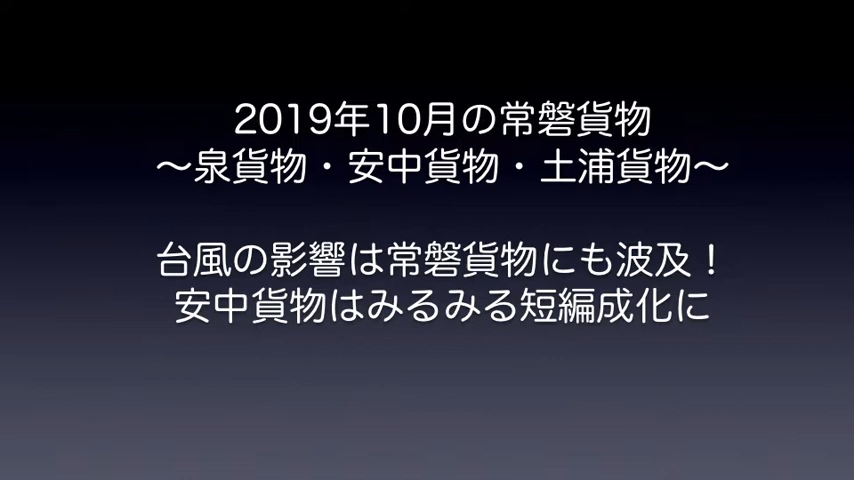 2019年10月の常磐貨物
〜泉貨物・安中貨物・土浦貨物〜
台風の影響は常磐貨物にも波及！
安中貨物はみるみる短編成化に